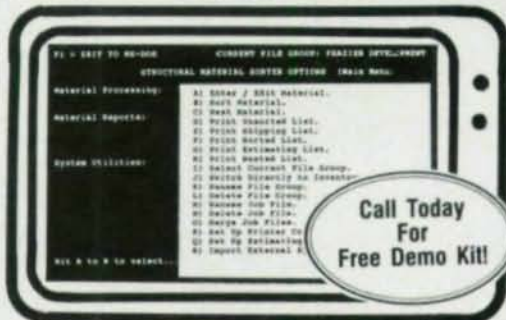 F1 = EXIT TO MS-DOS CURRENT FILE GROUP: FRAZIER DEVELOPMENT
STRUCTURAL MATERIAL SORTER OPTIONS (Main Menu)
Material Processing:
A) Enter / Edit Material.
B) Sort Material.
C) Nest Material.
Material Reports:
D) Print Unsorted List.
E) Print Shipping List.
F) Print Sorted List.
G) Print Estimating List.
H) Print Nested List.
System Utilities:
I) Select Current File Group.
J) Stock Directly to
K) Rename File Group.
L) Delete File Group.
M) Rename Job File.
N) Delete Job File.
O) Merge Job Files.
P) Set Up Printer
Q) Set Up Estimating
R) Import External
Hit A to R to select...
Call Today
For
Free Demo Kit!